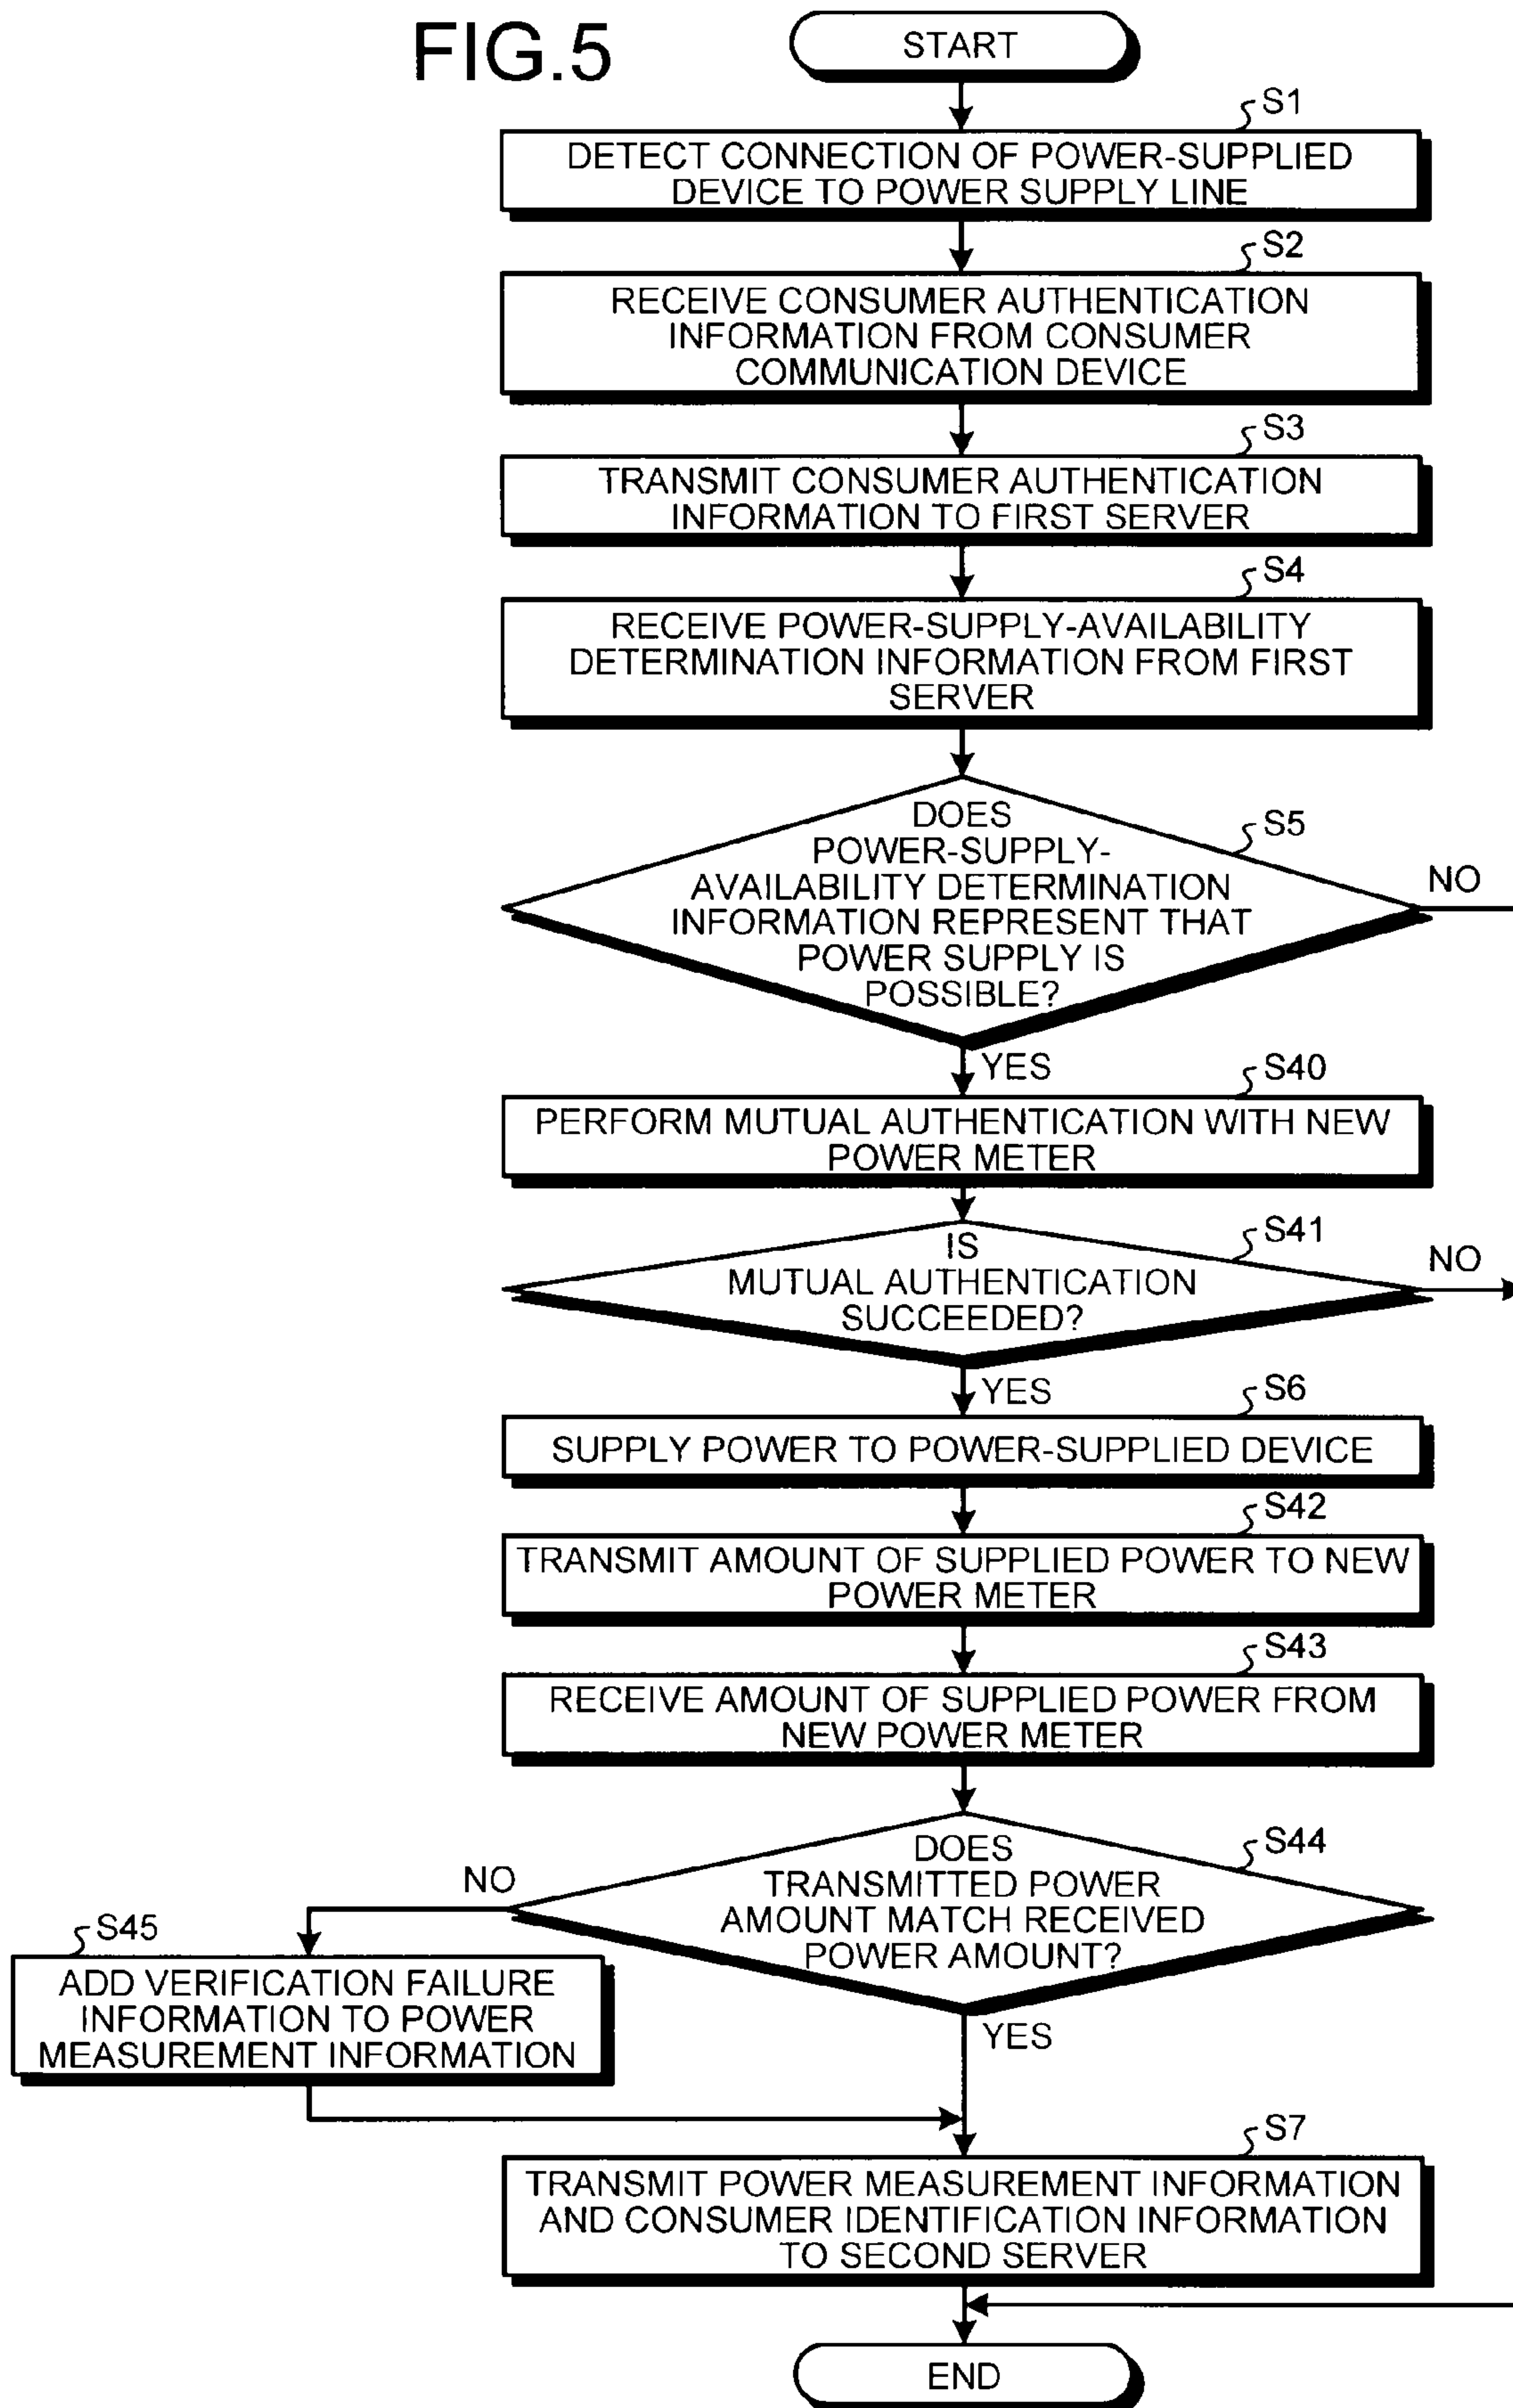 FIG.5
START
S1
DETECT CONNECTION OF POWER-SUPPLIED
DEVICE TO POWER SUPPLY LINE
S2
RECEIVE CONSUMER AUTHENTICATION
INFORMATION FROM CONSUMER
COMMUNICATION DEVICE
S3
TRANSMIT CONSUMER AUTHENTICATION
INFORMATION TO FIRST SERVER
S4
RECEIVE POWER-SUPPLY-AVAILABILITY
DETERMINATION INFORMATION FROM FIRST
SERVER
S5
DOES
POWER-SUPPLY-
AVAILABILITY DETERMINATION
INFORMATION REPRESENT THAT
POWER SUPPLY IS
POSSIBLE?
NO
YES
S40
PERFORM MUTUAL AUTHENTICATION WITH NEW
POWER METER
S41
IS
MUTUAL AUTHENTICATION
SUCCEEDED?
NO
YES
S6
SUPPLY POWER TO POWER-SUPPLIED DEVICE
S42
TRANSMIT AMOUNT OF SUPPLIED POWER TO NEW
POWER METER
S43
RECEIVE AMOUNT OF SUPPLIED POWER FROM
NEW POWER METER
S44
DOES
TRANSMITTED POWER
AMOUNT MATCH RECEIVED
POWER AMOUNT?
NO
S45
ADD VERIFICATION FAILURE
INFORMATION TO POWER
MEASUREMENT INFORMATION
YES
S7
TRANSMIT POWER MEASUREMENT INFORMATION
AND CONSUMER IDENTIFICATION INFORMATION
TO SECOND SERVER
END